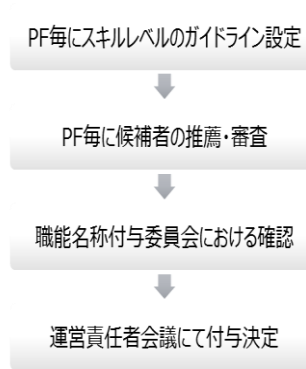 PF毎にスキルレベルのガイドライン設定
PF毎に候補者の推薦・審査
職能名称付与委員会における確認
運営責任者会議にて付与決定